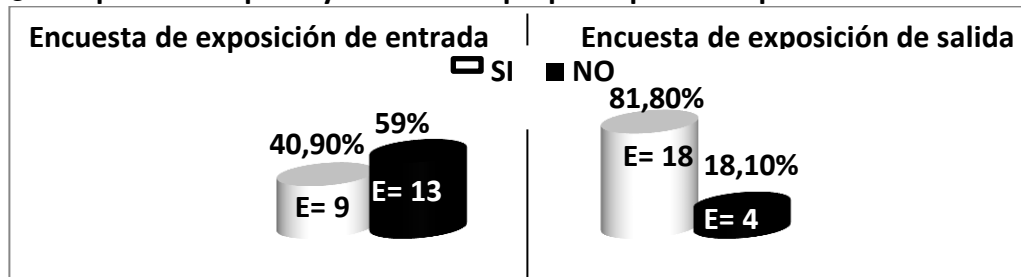 Encuesta de exposición de entrada
Encuesta de exposición de salida
SI
NO
40,90%
59%
E= 9
E= 13
81,80%
18,10%
E= 18
E= 4